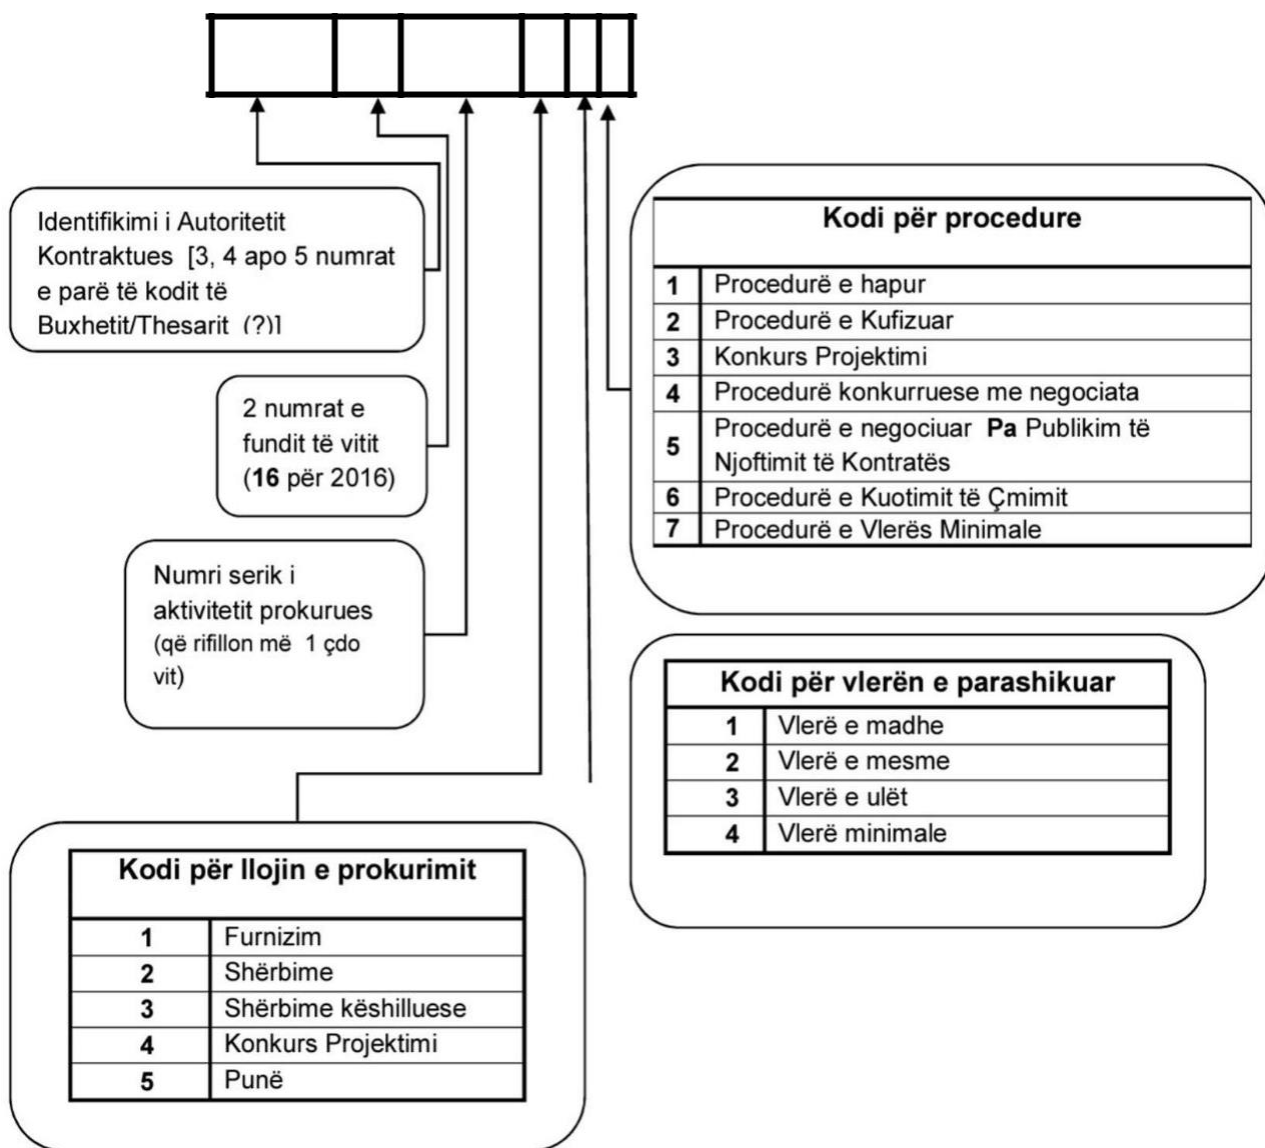 Identifikimi i Autoritetit
Kontraktues [3, 4 apo 5 numrat
e parë të kodit të
Buxhetit/Thesarit (?)]
2 numrat e
fundit të vitit
(16 për 2016)
Numri serik i
aktivitetit prokurues
(që rifillon më 1 çdo
vit)
Kodi për procedure
1 Procedurë e hapur
2 Procedurë e Kufizuar
3 Konkurs Projektimi
4 Procedurë konkurruese me negociata
5 Procedurë e negociuar Pa Publikim të
Njoftimit të Kontratës
6 Procedurë e Kuotimit të Çmimit
7 Procedurë e Vlerës Minimale
Kodi për vlerën e parashikuar
1 Vlerë e madhe
2 Vlerë e mesme
3 Vlerë e ulët
4 Vlerë minimale
Kodi për llojin e prokurimit
1 Furnizim
2 Shërbime
3 Shërbime këshilluese
4 Konkurs Projektimi
5 Punë